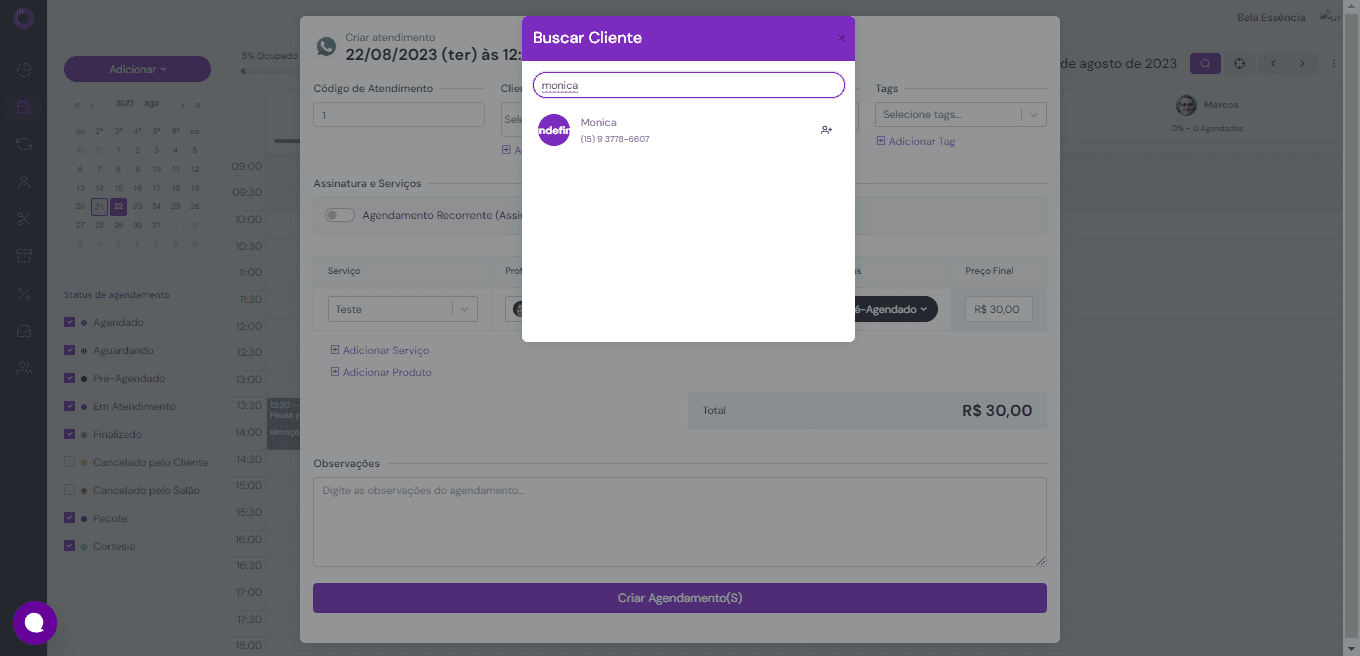 Bela Essência
Adicionar
3% Ocupado
de agosto de 2023
2023 ago
do 2ª 3ª 4ª 5ª 6ª sá
30 31 1 2 3 4 5
6 7 8 9 10 11 12
13 14 15 16 17 18 19
20 21 22 23 24 25 26
27 28 29 30 31 1 2
3 4 5 6 7 8 9
Status de agendamento
Agendado
Aguardando
Pré-Agendado
Em Atendimento
Finalizado
Cancelado pelo Cliente
Cancelado pelo Salão
Pacote
Cortesia
09:00
09:30
10:00
10:30
11:00
11:30
12:00
12:30
13:00
13:30
14:00
14:30
15:00
15:30
16:00
16:30
17:00
17:30
18:00
13:30 –
Pausa p
almoço
Marcos
0% - 0 Agendados
Criar atendimento
22/08/2023 (ter) às 12:
Código de Atendimento
1
Clie
Sele
Tags
Selecione tags...
Adicionar Tag
Assinatura e Serviços
Agendamento Recorrente (Assi
Serviço
Prof
Preço Final
Teste
é-Agendado
R$ 30,00
Adicionar Serviço
Adicionar Produto
Total
R$ 30,00
Observações
Digite as observações do agendamento...
Criar Agendamento(S)
Buscar Cliente
monica
ndefin
Monica
(15) 9 3778-6607